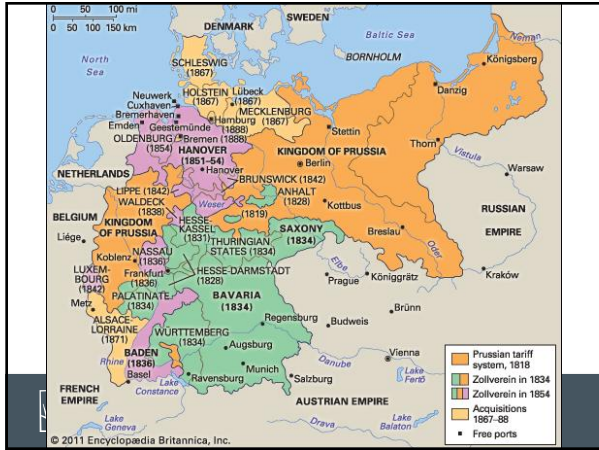 0 50 100 mi
0 50 100 150 km
DENMARK
SWEDEN
Baltic Sea
North
Sea
BORNHOLM
Neman
Königsberg
SCHLESWIG
(1867)
HOLSTEIN
(1867)
Lübeck
(1867)
Danzig
Neuwerk
Cuxhaven
Bremerhaven
Emden
Geestemünde
Hamburg
(1888)
MECKLENBURG
(1867)
Stettin
OLDENBURG
(1854)
Bremen (1888)
HANOVER
(1851–54)
Hanover
KINGDOM OF PRUSSIA
Berlin
Thorn
Vistula
Warsaw
NETHERLANDS
BRUNSWICK (1842)
LIPPE (1842)
WALDECK
(1838)
Weser
ANHALT
(1828)
(1819)
Kottbus
RUSSIAN
EMPIRE
BELGIUM
Liége
KINGDOM
OF PRUSSIA
HESSE-
KASSEL
(1831)
SAXONY
(1834)
Breslau
Oder
THURINGIAN
STATES (1834)
NASSAU
(1836)
Koblenz
Elbe
Prague
Königgrätz
Kraków
LUXEM-
BOURG
(1842)
Frankfurt
(1836)
HESSE-DARMSTADT
(1828)
Metz
PALATINATE
(1834)
BAVARIA
(1834)
Brünn
ALSACE-
LORRAINE
(1871)
Regensburg
Budweis
WÜRTTEMBERG
(1834)
Augsburg
BADEN
(1836)
Rhine
Danube
Vienna
Munich
Lake
Fertő
Basel
Ravensburg
Salzburg
Lake
Constance
FRENCH
EMPIRE
AUSTRIAN EMPIRE
Lake
Geneva
Drava
Lake
Balaton
Prussian tariff
system, 1818
Zollverein in 1834
Zollverein in 1854
Acquisitions
1867–88
Free ports
© 2011 Encyclopædia Britannica, Inc.